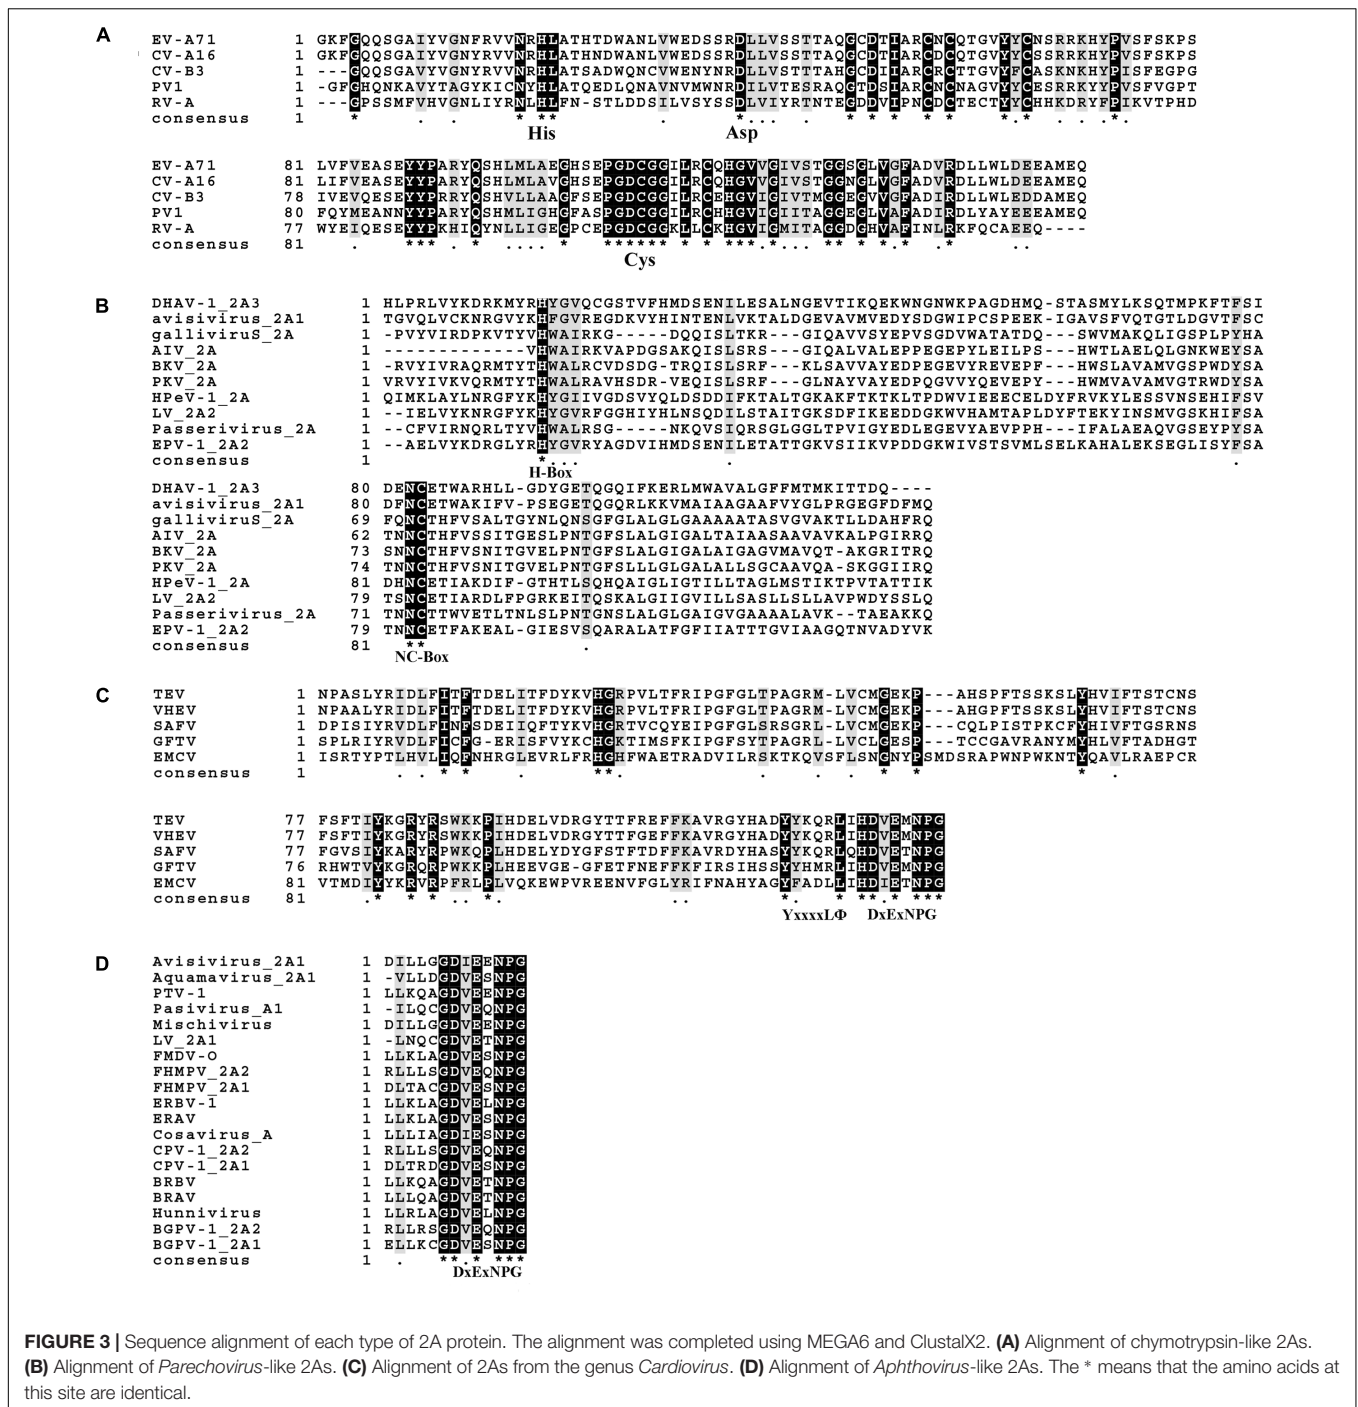 A
EV-A71 1 GKFGQQSGAIYVGNYRVVNRHLATHTDWANLVWEDSSRDLLVSSTTAQGCDTIARCNCQTGVYYCNSRRKHYPVSFSKPS
CV-A16 1 GKFGQQSGAIYVGNFRVVNRHLATHNDWANLVWEDSSRDLLVSSTTAQGCDTIARCNCQTGVYYCNSRRKHYPVSFSKPS
CV-B3 1 ---GQQSGAVYVGNYRVVNRHLATSADWQNCVWENYNRDLLVSTTTAHGCDIIARCRCTTGVYFCASKNKHYPISFEGPG
PV1 1 -GFGHQNKAVYTAGYKICNYHLATQEDLQNAVNVMWNRDLLVTESRAQGTDSIARCNCNAGVYYCESRRKYYPVSFVGPT
RV-A 1 ---GPSSMFVHVGNLIYRNLHLFN-STLDDSILVSYSSDLVIYRTNTEGDDVIPNCDCTECTYYCHHKDRYFPIKVTPHD
consensus 1 * . . * ** . * ... * * * * * * . * . . . *
His Asp
EV-A71 81 LVFVEASEYYPARYQSHLMLAEGHSEPGDCGGILRCQHGVVGIVSTGGSGLVGFADVRDLLWLDEEAMEQ
CV-A16 81 LIFVEASEYYPARYQSHLMLAVGHSEPGDCGGILRCQHGVVGIVSTGGNGLVGFADVRDLLWLDEEAMEQ
CV-B3 78 IVEVQESEYYPRRYQSHVLLAAGFSEPGDCGGILRCEHGVIGIVTMGGEGVVGFADIRDLLWLEDDAMEQ
PV1 80 FQYMEANNYYPARYQSHMLIGHGFASPGDCGGILRCHHGVIGIITAGGEGLVAFADIRDLYAYEEEAMEQ
RV-A 77 WYEIQESEYYPKHIQYNLLIGEGPCEPGDCGGKLLCKHGVIGMITAGGDGHVAFINLRKFQCAEEQ----
consensus 81 . *** . * .... * ****** * * ***.*... ** * *.* * ..
Cys
B
DHAV-1_2A3 1 HLPRLVYKDRKMYRHYGVQCGSTVFHMDSENILESALNGEVTIKQEKWNGNWKPAGDHMQ-STASMYLKSQTMPKFTFSI
avisivirus_2A1 1 TGVQLVCKNRGVYKHFGVREGDKVYHINTENLVKTALDGEVAVMVEDYSDGWIPCSPEEK-IGAVSFVQTGTLDGVTFSC
galliviruS_2A 1 -PVYVIRDPKVTYVHWAIRKG-----DQQISLTKR---GIQAVVSYEPVSGDVWATATDQ---SWVMAKQLIGSPLPYHA
AIV_2A 1 -------------VHWAIRKVAPDGSAKQISLSRS---GIQALVALEPPEGEPYLEILPS---HWTLAELQLGNKWEYSA
BKV_2A 1 -RVYIVRAQRMTYTHWALRCVDSDG-TRQISLSRF---KLSAVVAYEDPEGEVYREVEPE---HWSLAVAMVGDSPRYSA
PKV_2A 1 VRVYIVKVQRMTYTHWALRAVHSDR-VEQISLSRF---GLNAYVAYEDPQGVVYQEVEPY---HWSVMVAMVGTRWDYSA
HPeV-1_2A 1 QIMKLAYLNRGFYKHYGIIVGDSVYQLDSDDIFKTALTGKAKFTKTKLTPDWVIEEECELDYFRVKYLESSVNSEHIFSV
LV_2A2 1 --IELVYKNRGFYKHYGIVRFGGHIYHLNSQDILSTAITGKSDFIKEEDDGKWVHAMTAPLDYFTEKYINSMVGSKHIFSA
Passerivirus_2A 1 --CFVIRNQRLTYVHWALRSG-----NKQVSIQRSGLGGLTPVIGYEDLEGEVYAEVPPH---IFALAEAQVGSEYPYSA
EPV-1_2A2 1 --AELVYKDRGLYRHYGVRYAGDVIHMDSENILETATTGKVSIIKVPDDGKWIVSTSVMLSELKAHALEKSEGLISYFSA
consensus 1 *... . .
H-Box
DHAV-1_2A3 80 DENCETWARHLL-GDYGETQGQIFKERLMWAVALGFFMTMKITTDQ----
avisivirus_2A1 80 DFNCETWAKIFV-PSEGETQGQRLKKVMAIAAGAAFVYGLPRGEGFDFMQ
galliviruS_2A 69 FQNCTHFVSALTGYNLQNSGFGLALGLGAAAAATASVGVAKTLLDAHFRQ
AIV_2A 62 TNNCTHFVSSITGESLPNTGFSLALGIGALTAIAASAAVAVKALPGIRRQ
BKV_2A 73 SNNCTHFVSNITGVELPNTGFSLALGIGALAIGAGVMAVQT-AKGRITRQ
PKV_2A 74 TNNCTHFVSNITGVELPNTGFSLLLGLGALALLSGCAAVQA-SKGGIIRQ
HPeV-1_2A 81 DHNCETIAKDIF-GTHTLSQHQAIGLIGTILLTAGLMSTIKTPVTATTIK
LV_2A2 79 TSNCETIARDLFPGRKEITQSKALGIIGVILLSASLLSLLAVPWDYSSLQ
Passerivirus_2A 71 TNNCTTWVETLTNLSLPNTGNSLALGLGAIGVGAAAALAVK--TAEAKKQ
EPV-1_2A2 79 TNNCETFAKEAL-GIESVSQARALATFGFIIATTTGVIAAGQTNVADYVK
consensus 81 ** .
NC-Box
C
TEV 1 NPASLYRIDLFITFTDELITFDYKVHGRPVLTFRIPGFGLTPAGRM-LVCMGEKP---AHSPFTSSKSLYHVIFTSTCNS
VHEV 1 NPAALYRIDLFITFTDELITFDYKVHGRPVLTFRIPGFGLTPAGRM-LVCMGEKP---AHGPFTSSKSLYHVIFTSTCNS
SAFV 1 DPISIYRVDLFINFSDEIIQFTYKVHGRTVCQYEIPGFGLSRSGRL-LVCMGEKP---CQLPISTPKCFYHIVFTGSRNS
GFTV 1 SPLRIYRVDLFICFG-ERISFVYKCHGKTIMSFKIPGFSYTPAGRL-LVCLGESP---TCCGAVRANYMYHLVFTADHGT
EMCV 1 ISRTYPTLHVLIQFNHRGLEVRLFRHGHFWAETRADVILRSKTKQVSFLSNGNYPSMDSRAPWNPWKNTYQAVLRAEPCR
consensus 1 . . * * . **. . . . * * * .
TEV 77 FSFTIYKGRYRSWKKPIHDELVDRGYTTFREFFKAVRGYHADYYKQRLIHDVEMNPG
VHEV 77 FSFTIYKGRYRSWKKPIHDELVDRGYTTFREFFKAVRGYHADYYKQRLIHDVEMNPG
SAFV 77 FGVSIYKARYRPWKQPLHDELYDYGFSTFTDFFKAVRDYHASYYKQRLQHDVETNPG
GFTV 76 RHWTVYKGRQRPWKKPLHEEVGE-GFETFNEFFKFIRSIHSSYYHMRLIHDVEMNPG
EMCV 81 VTMDIYYKRVRPFRLPLVQKEWPVREENVFGLYRIFNAHYAGYFADLLIHDIETNPG
consensus 81 .* * * .. *. .. *. * **.* ***
YxxxxLΦ DxExNPG
D
Avisivirus_2A1 1 DILLGGDIEENPG
Aquamavirus_2A1 1 -VLLDGDVESNPG
PTV-1 1 LLKQAGDVEENPG
Pasivirus_A1 1 -ILQCGDVEQNPG
Mischivirus 1 DILLGGDVEENPG
LV_2A1 1 -LNQCGDVETNPG
FMDV-O 1 LLKLAGDVESNPG
FHMPV_2A2 1 RLLLSGDVEQNPG
FHMPV_2A1 1 DLTACGDVESNPG
ERBV-1 1 LLKLAGDVELNPG
ERAV 1 LLKLAGDVESNPG
Cosavirus_A 1 LLLIAGDIESNPG
CPV-1_2A2 1 RLLLSGDVEQNPG
CPV-1_2A1 1 DLTRDGDVESNPG
BRBV 1 LLKQAGDVETNPG
BRAV 1 LLLQAGDVETNPG
Hunnivirus 1 LLRLAGDVELNPG
BGPV-1_2A2 1 RLLRSGDVEQNPG
BGPV-1_2A1 1 ELLKCGDVESNPG
consensus 1 . **.* ***
DxExNPG
FIGURE 3 | Sequence alignment of each type of 2A protein. The alignment was completed using MEGA6 and ClustalX2. (A) Alignment of chymotrypsin-like 2As.
(B) Alignment of Parechovirus-like 2As. (C) Alignment of 2As from the genus Cardiovirus. (D) Alignment of Aphthovirus-like 2As. The * means that the amino acids at
this site are identical.